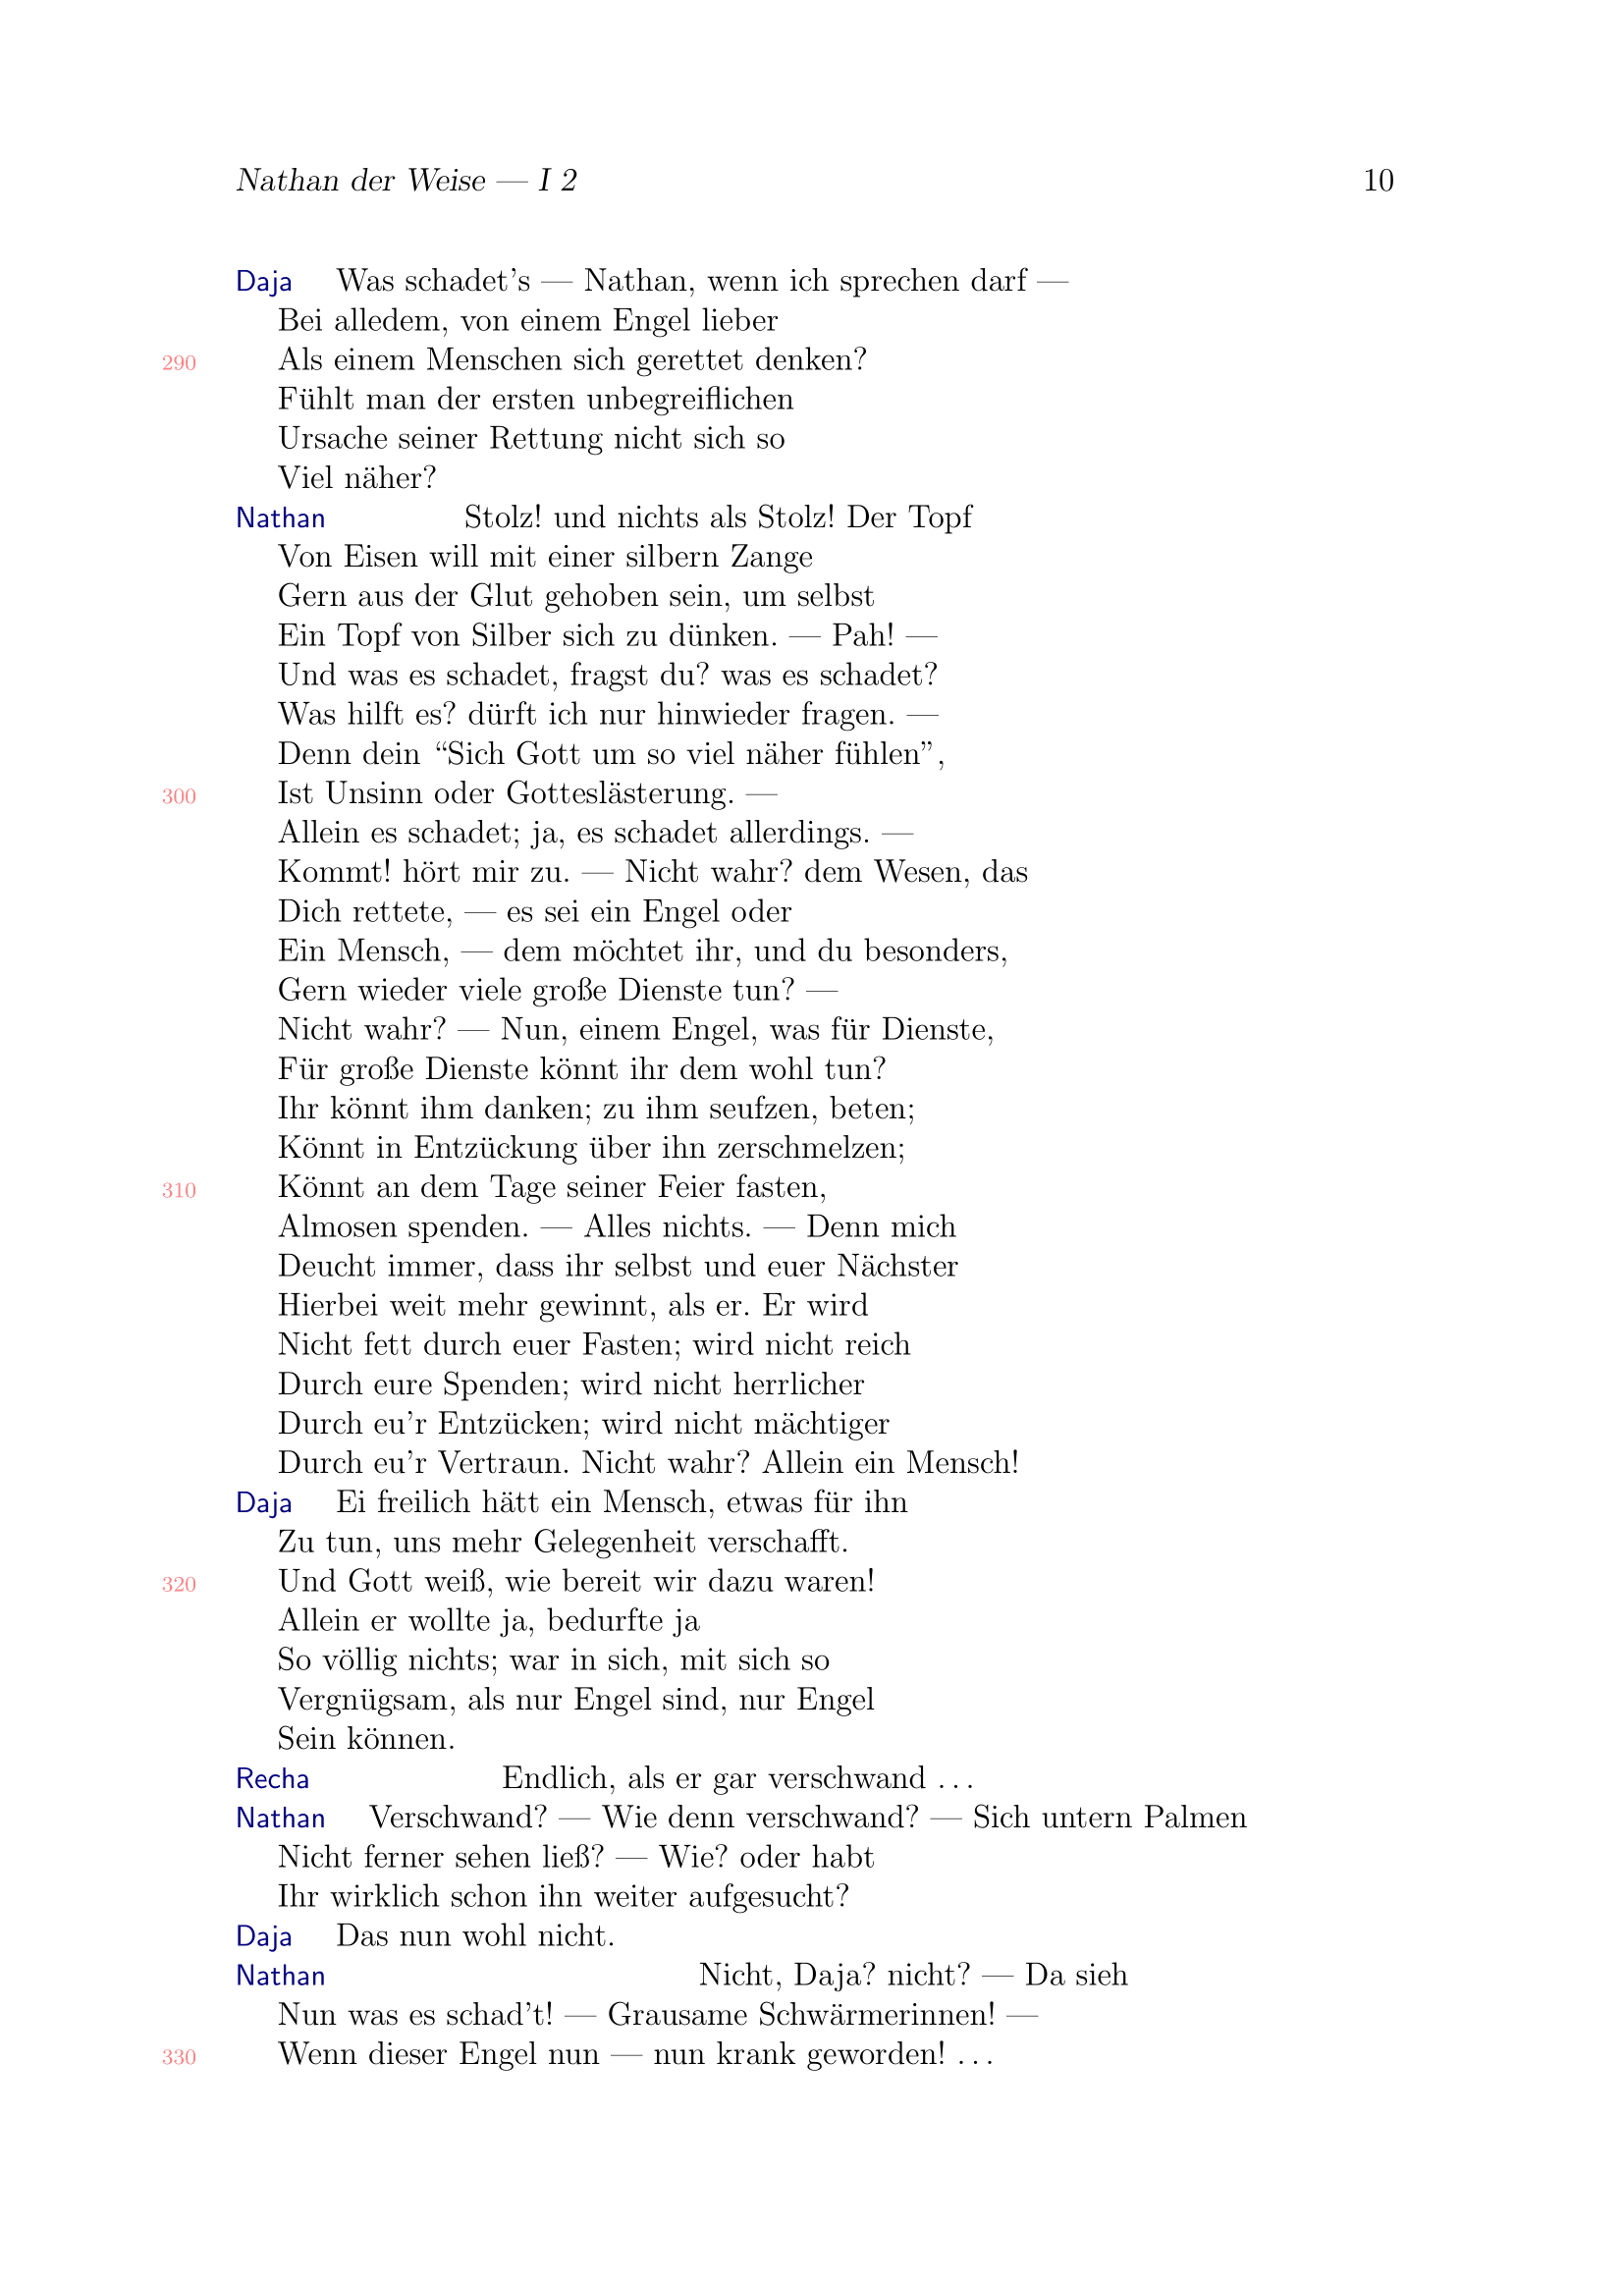 Nathan der Weise — I 2 10
Daja Was schadet’s — Nathan, wenn ich sprechen darf —
Bei alledem, von einem Engel lieber
290 Als einem Menschen sich gerettet denken?
Fühlt man der ersten unbegreiflichen
Ursache seiner Rettung nicht sich so
Viel näher?
Nathan Stolz! und nichts als Stolz! Der Topf
Von Eisen will mit einer silbern Zange
Gern aus der Glut gehoben sein, um selbst
Ein Topf von Silber sich zu dünken. — Pah! —
Und was es schadet, fragst du? was es schadet?
Was hilft es? dürft ich nur hinwieder fragen. —
Denn dein “Sich Gott um so viel näher fühlen”,
300 Ist Unsinn oder Gotteslästerung. —
Allein es schadet; ja, es schadet allerdings. —
Kommt! hört mir zu. — Nicht wahr? dem Wesen, das
Dich rettete, — es sei ein Engel oder
Ein Mensch, — dem möchtet ihr, und du besonders,
Gern wieder viele große Dienste tun? —
Nicht wahr? — Nun, einem Engel, was für Dienste,
Für große Dienste könnt ihr dem wohl tun?
Ihr könnt ihm danken; zu ihm seufzen, beten;
Könnt in Entzückung über ihn zerschmelzen;
310 Könnt an dem Tage seiner Feier fasten,
Almosen spenden. — Alles nichts. — Denn mich
Deucht immer, dass ihr selbst und euer Nächster
Hierbei weit mehr gewinnt, als er. Er wird
Nicht fett durch euer Fasten; wird nicht reich
Durch eure Spenden; wird nicht herrlicher
Durch eu’r Entzücken; wird nicht mächtiger
Durch eu’r Vertraun. Nicht wahr? Allein ein Mensch!
Daja Ei freilich hätt ein Mensch, etwas für ihn
Zu tun, uns mehr Gelegenheit verschafft.
320 Und Gott weiß, wie bereit wir dazu waren!
Allein er wollte ja, bedurfte ja
So völlig nichts; war in sich, mit sich so
Vergnügsam, als nur Engel sind, nur Engel
Sein können.
Recha Endlich, als er gar verschwand …
Nathan Verschwand? — Wie denn verschwand? — Sich untern Palmen
Nicht ferner sehen ließ? — Wie? oder habt
Ihr wirklich schon ihn weiter aufgesucht?
Daja Das nun wohl nicht.
Nathan Nicht, Daja? nicht? — Da sieh
Nun was es schad’t! — Grausame Schwärmerinnen! —
330 Wenn dieser Engel nun — nun krank geworden! …